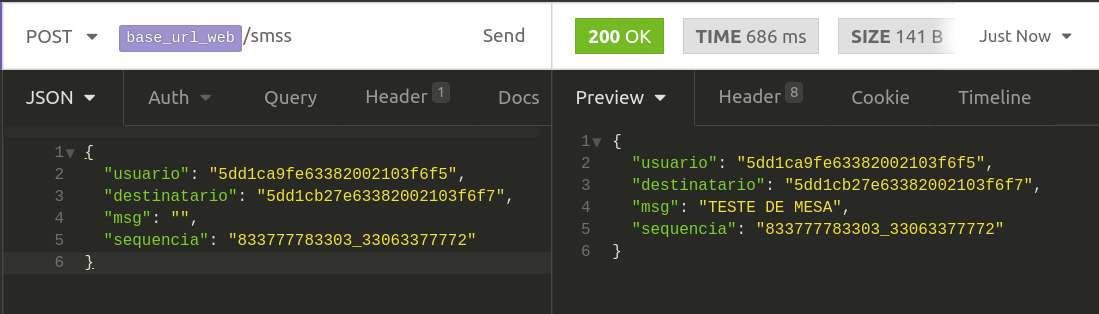 POST base_url_web/smss Send 200 OK TIME 686 ms SIZE 141 B Just Now
JSON Auth Query Header 1 Docs Preview Header 8 Cookie Timeline
1 {
2 "usuario": "5dd1ca9fe63382002103f6f5",
3 "destinatario": "5dd1cb27e63382002103f6f7",
4 "msg": "",
5 "sequencia": "833777783303_33063377772"
6 }
1 {
2 "usuario": "5dd1ca9fe63382002103f6f5",
3 "destinatario": "5dd1cb27e63382002103f6f7",
4 "msg": "TESTE DE MESA",
5 "sequencia": "833777783303_33063377772"
6 }